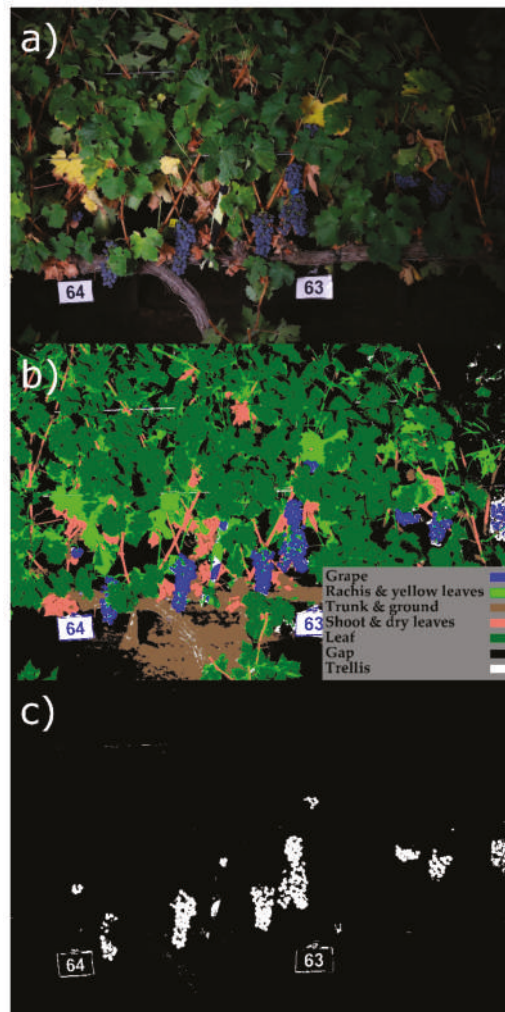 a)
64
63
b)
Grape
Rachis & yellow leaves
Trunk & ground
Shoot & dry leaves
Leaf
Gap
Trellis
64
63
c)
64
63